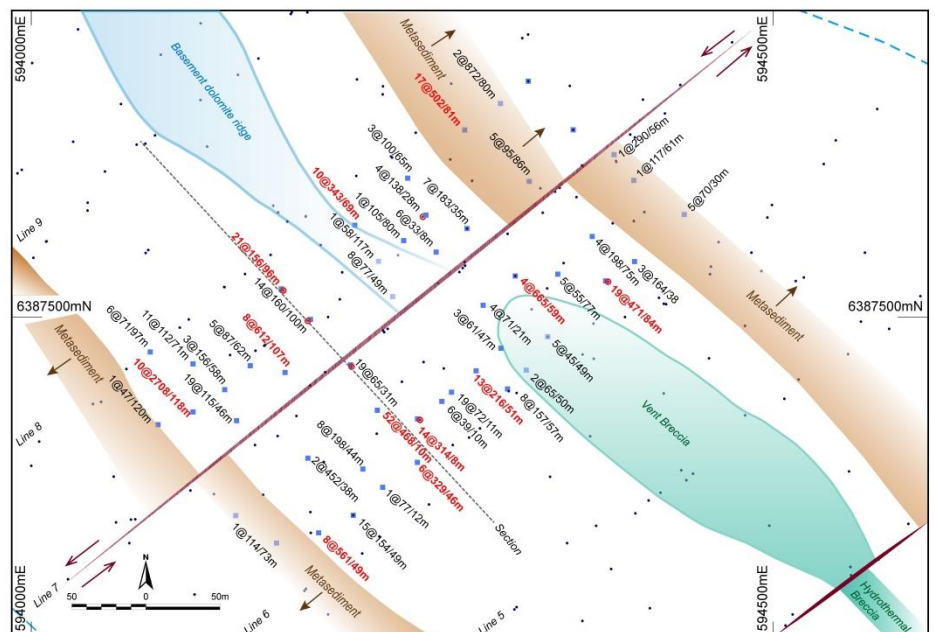 594000mE
594500mE
Metasediment
2@872/80m
17@502/81m
Basement dolomite ridge
3@100/65m
5@95/86m
1@290/56m
1@117/61m
4@138/28m
7@183/35m
5@70/30m
10@343/69m
1@105/80m
6@33/8m
Line 9
1@58/117m
8@77/49
4@198/75m
3@164/38
21@156/96m
14@160/100m
5@55/77m
19@471/84m
4@665/59m
Metasediment
6387500mN
6387500mN
6@71/97m
11@112/71m
5@87/62m
8@612/107m
4@71/21m
3@61/47m
3@156/58m
5@45/49m
Metasediment
10@2708/118m
19@115/46m
19@65/31m
2@65/50m
1@47/120m
13@216/51m
8@157/57m
19@72/11m
6@39/10m
Vent Breccia
Line 8
52@468/10m
14@314/8m
8@198/44m
6@329/46m
2@452/38m
1@77/12m
Section
1@114/73m
15@154/49m
8@561/49m
N
Line 7
50
0
50m
Metasediment
Line 6
Line 5
Hydrothermal
Breccia
594000mE
594500mE